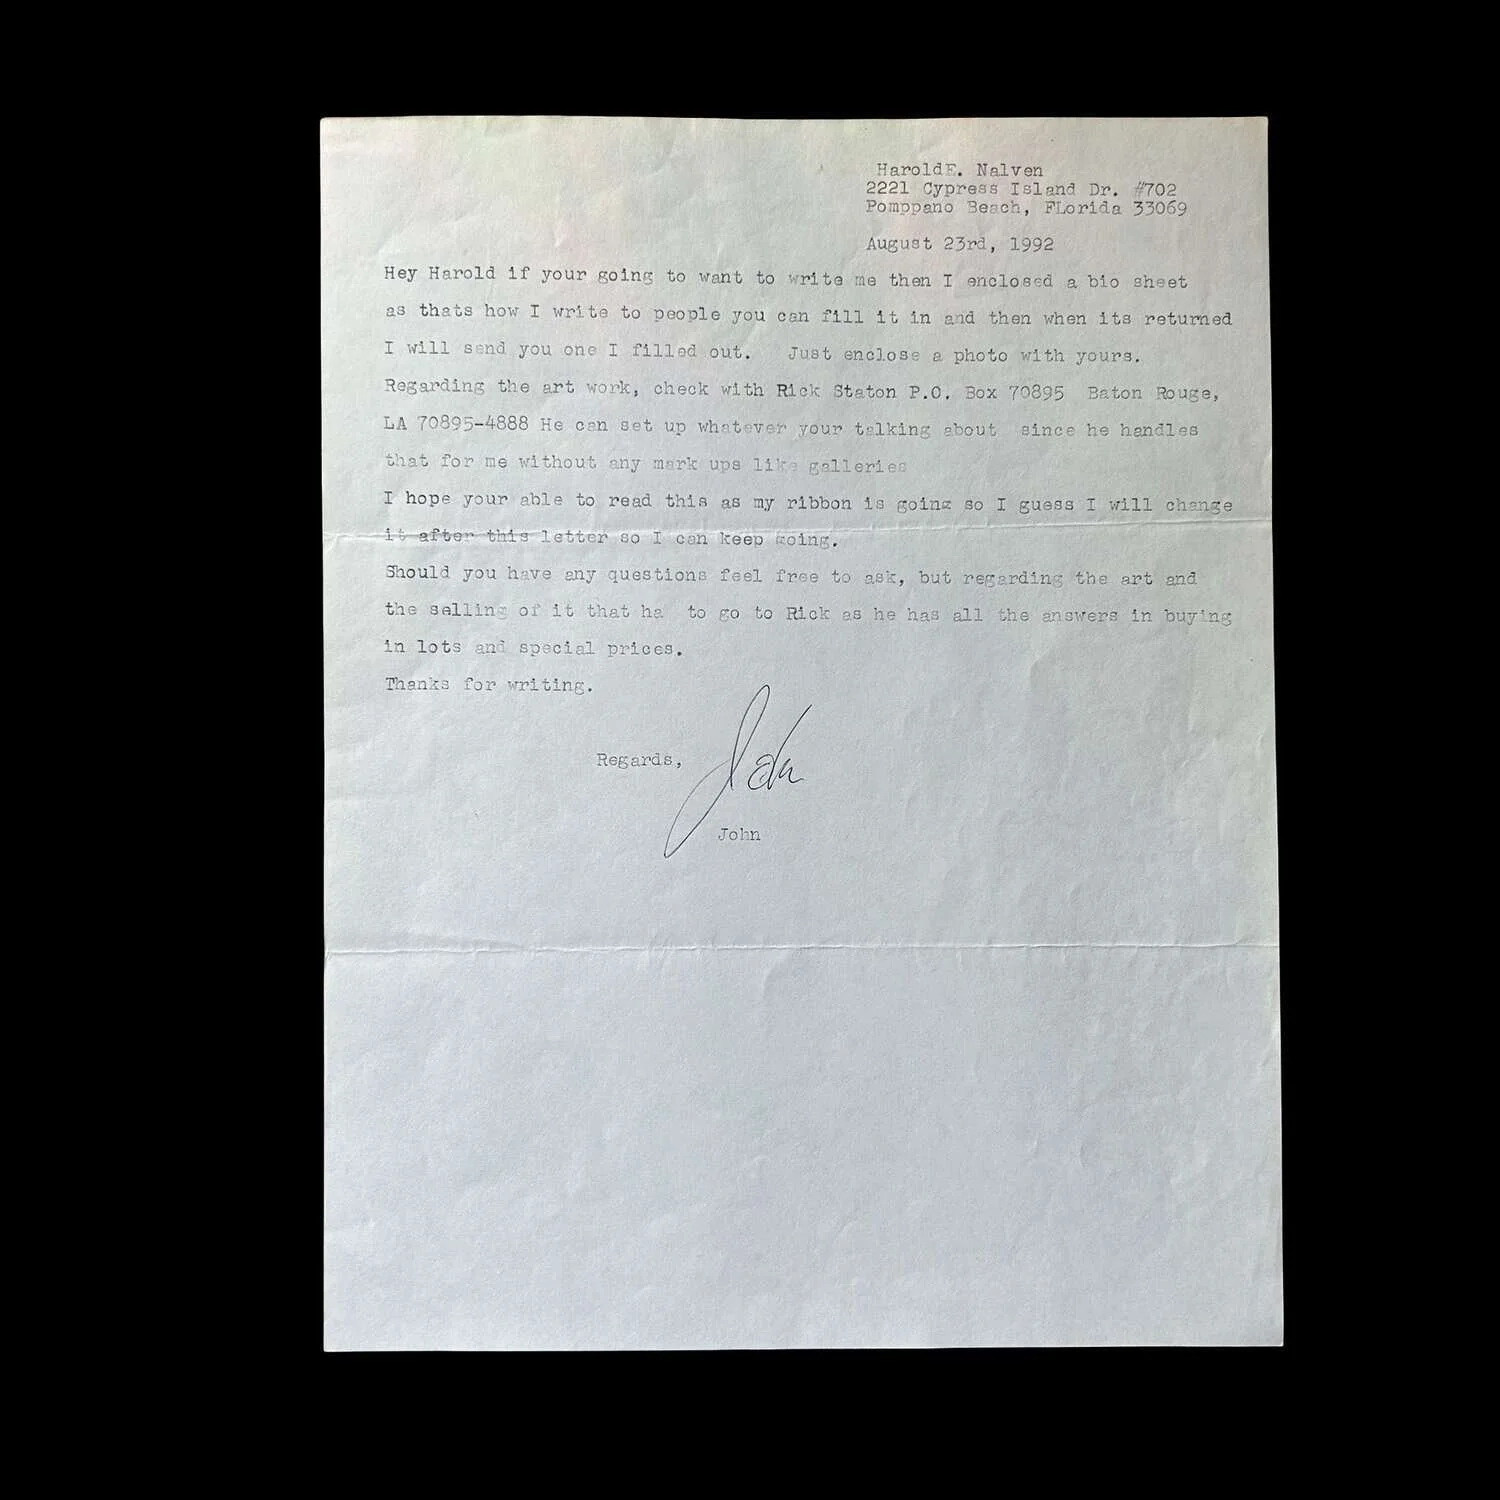 HaroldE. Nalven
2221 Cypress Island Dr. #702
Pomppano Beach, FLorida 33069
August 23rd, 1992
Hey Harold if your going to want to write me then I enclosed a bio sheet
as thats how I write to people you can fill it in and then when its returned
I will send you one I filled out. Just enclose a photo with yours.
Regarding the art work, check with Rick Staton P.O. Box 70895 Baton Rouge,
LA 70895-4888 He can set up whatever your talking about since he handles
that for me without any mark ups like galleries
I hope your able to read this as my ribbon is going so I guess I will change
it after this letter so I can keep going.
Should you have any questions feel free to ask, but regarding the art and
the selling of it that ha to go to Rick as he has all the answers in buying
in lots and special prices.
Thanks for writing.
Regards,
John
John